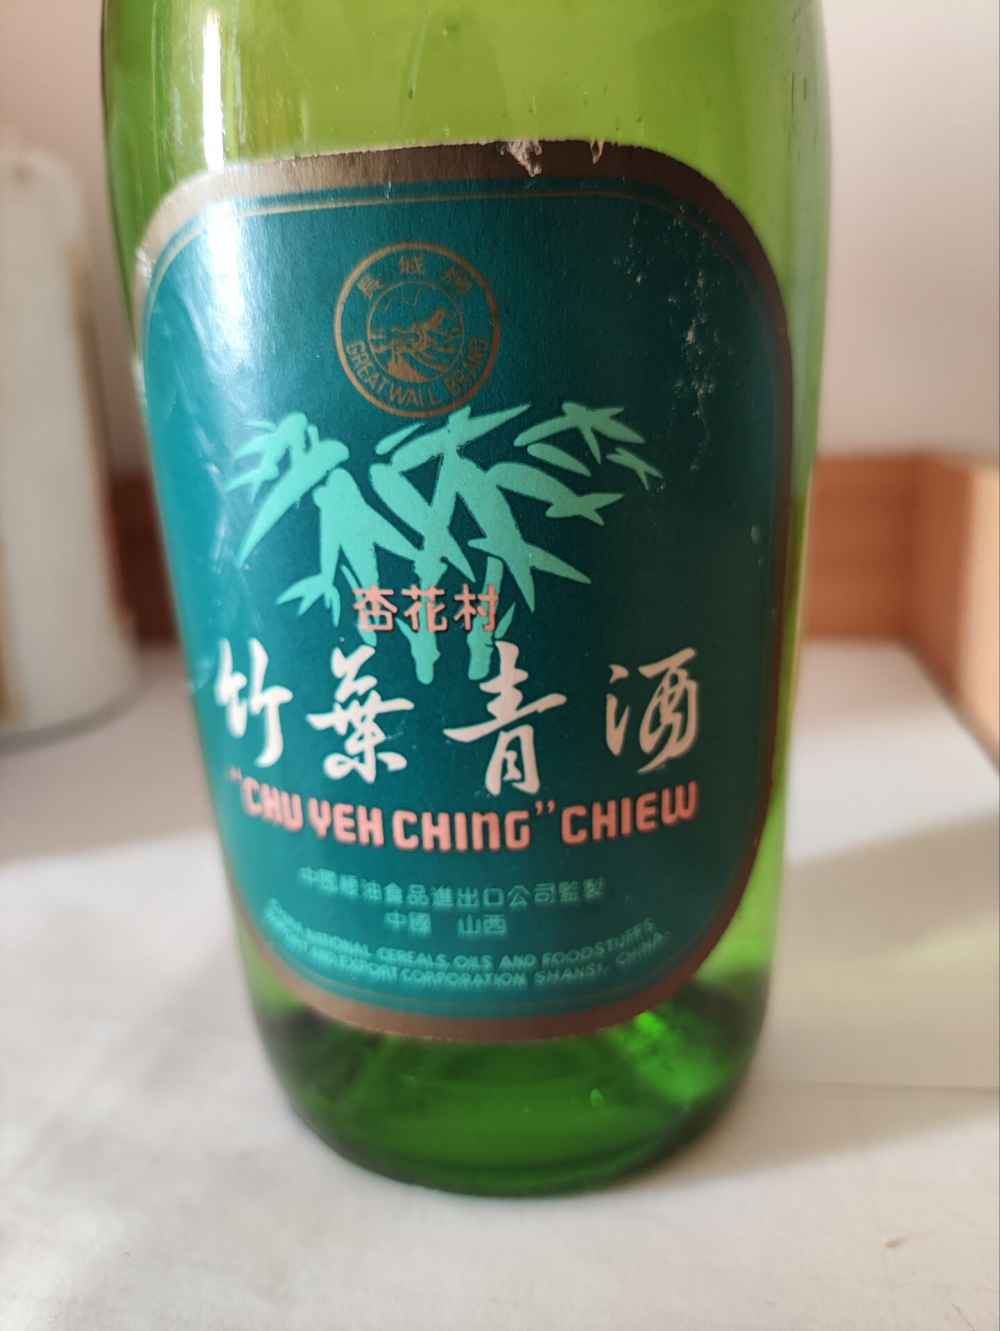 長城牌
GREAT WALL BRAND
杏花村
竹葉青酒
"CHU YEH CHING" CHIEW
中國糧油食品進出口公司監製
中國 山西
CHINA NATIONAL CEREALS, OILS AND FOODSTUFFS
IMPORT AND EXPORT CORPORATION SHANSI, CHINA.